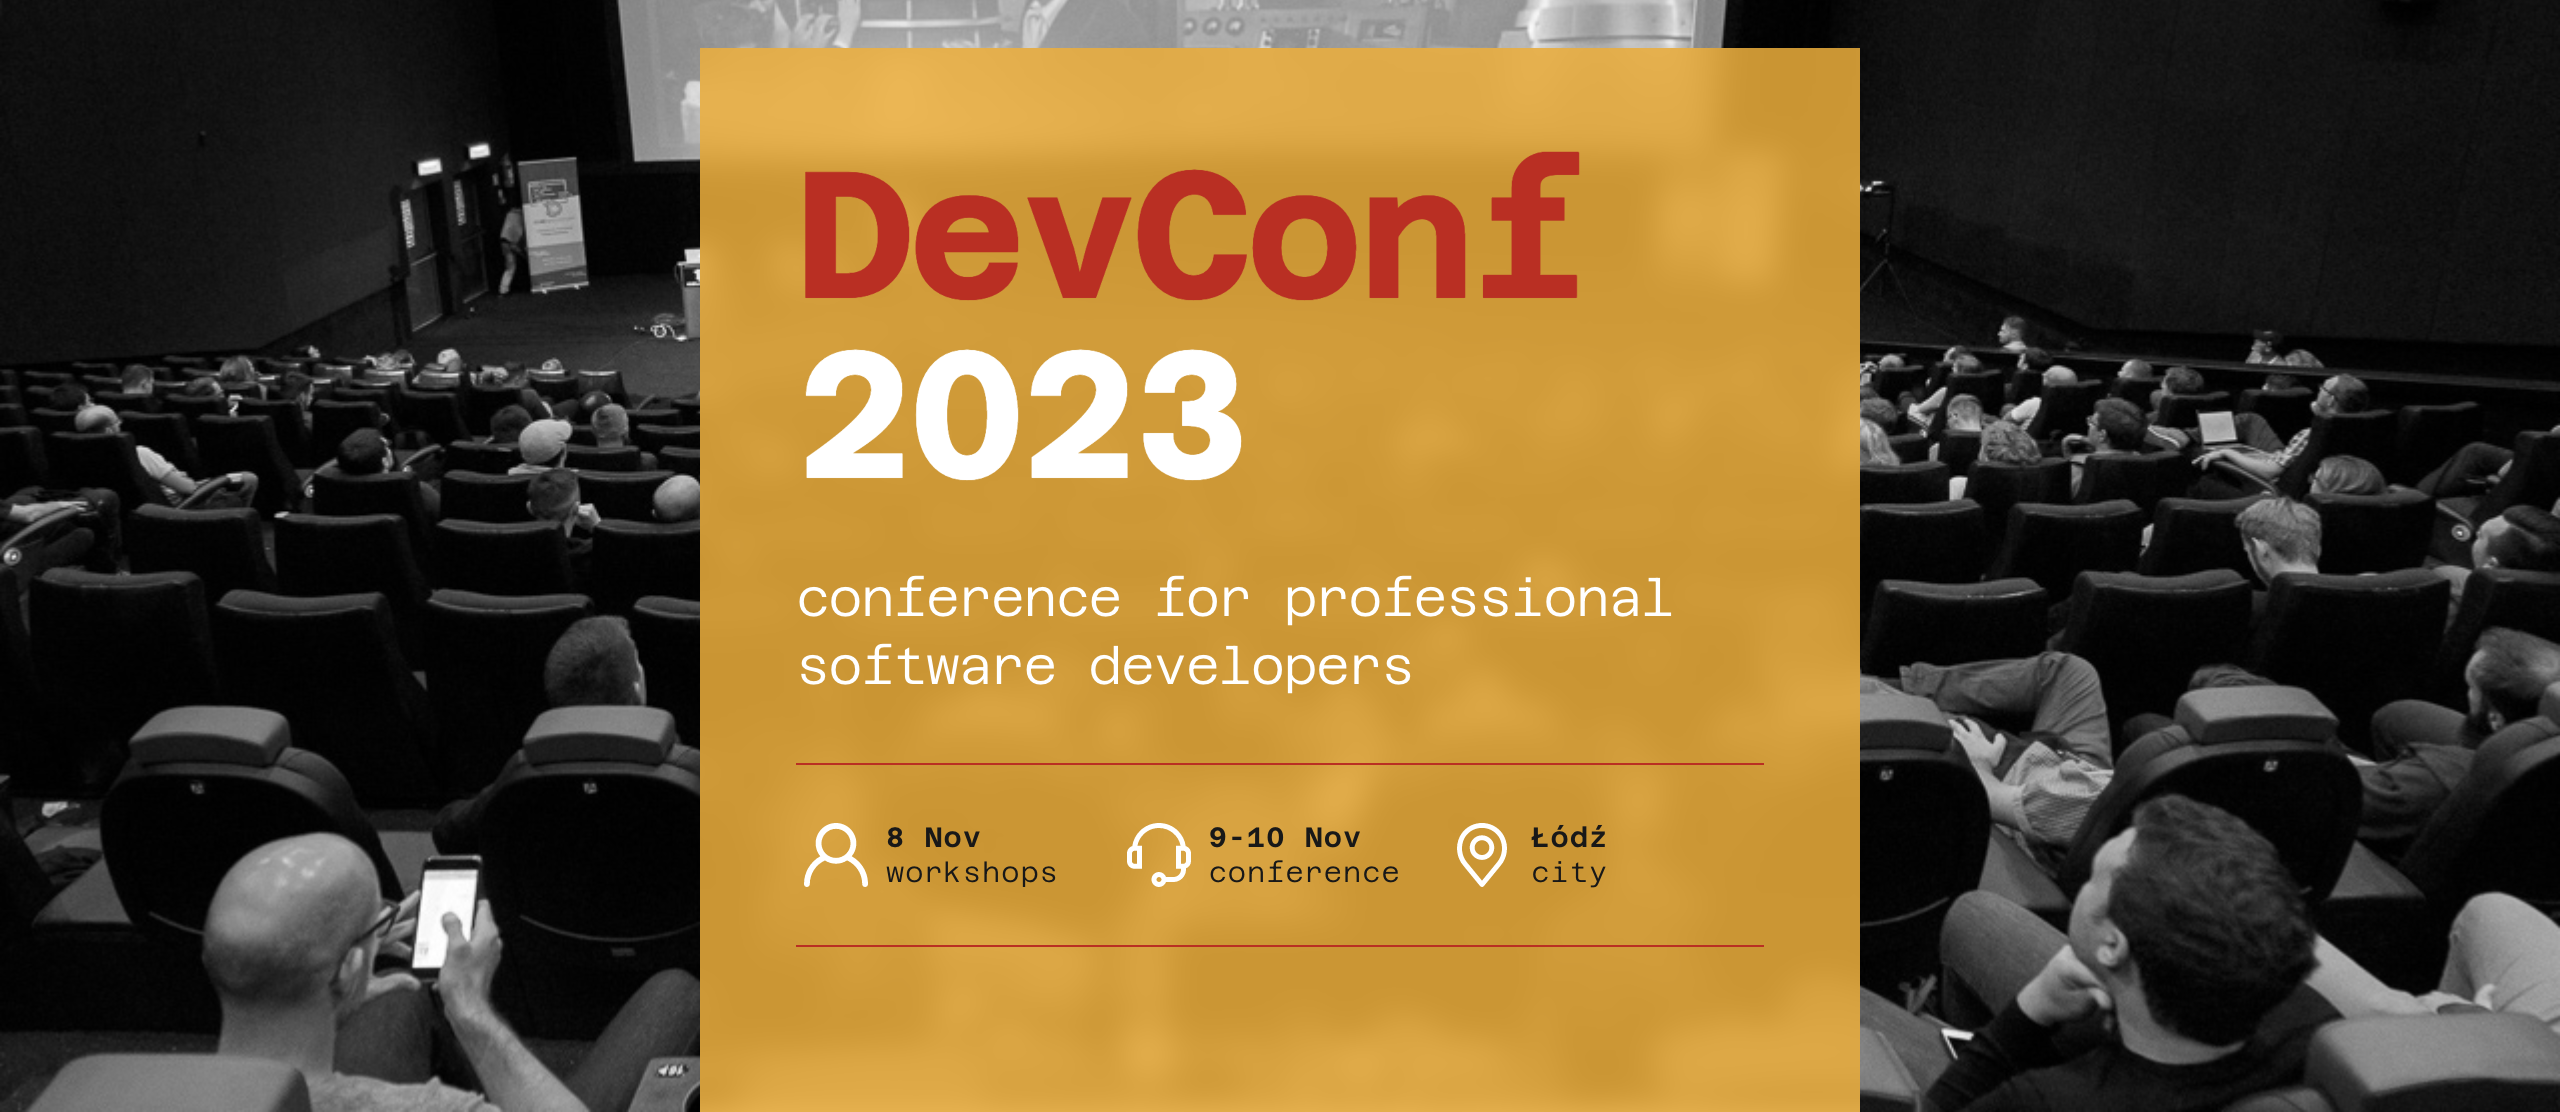 DevConf
2023
conference for professional
software developers
8 Nov
workshops
9-10 Nov
conference
Łódź
city